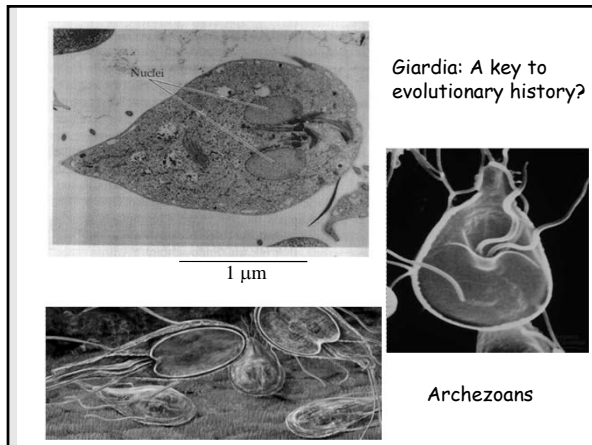 Nuclei
Giardia: A key to
evolutionary history?
1 µm
Archezoans